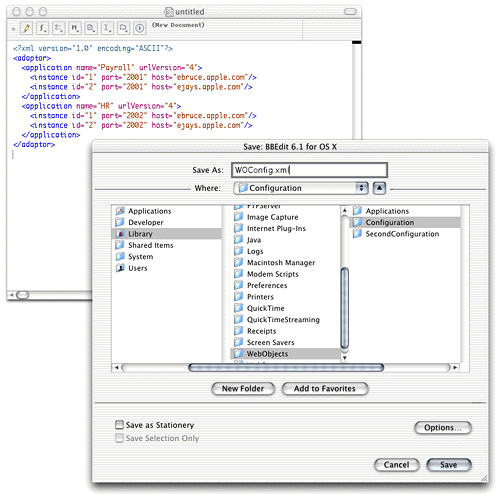 untitled
(New Document)
<?xml version="1.0" encoding="ASCII"?>
<adaptor>
<application name="Payroll" urlVersion="4">
<instance id="1" port="2001" host="ebruce.apple.com"/>
<instance id="2" port="2001" host="ejays.apple.com"/>
</application>
<application name="HR" urlVersion="4">
<instance id="1" port="2002" host="ebruce.apple.com"/>
<instance id="2" port="2002" host="ejays.apple.com"/>
</application>
</adaptor>
Save: BBEdit 6.1 for OS X
Save As: WOConfig.xml
Where: Configuration
Applications
Developer
Library
Shared Items
System
Users
FTPServer
Image Capture
Internet Plug-Ins
Java
Logs
Macintosh Manager
Modem Scripts
Preferences
Printers
QuickTime
QuickTimeStreaming
Receipts
Screen Savers
WebObjects
Applications
Configuration
SecondConfiguration
New Folder Add to Favorites
Save as Stationery
Save Selection Only
Options...
Cancel Save